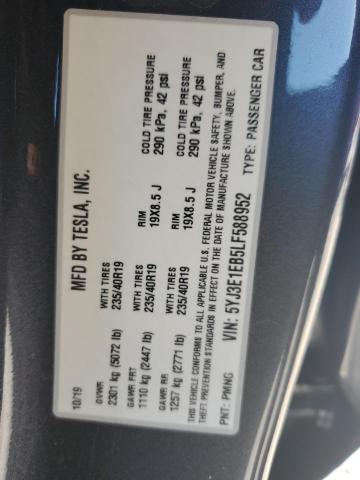 MFD BY TESLA, INC.
10/19
GVWR
2301 kg (5072 lb)
GAWR FRT WITH TIRES RIM COLD TIRE PRESSURE
1110 kg (2447 lb) 235/40R19 19X8.5 J 290 kPa, 42 psi
GAWR RR WITH TIRES RIM COLD TIRE PRESSURE
1257 kg (2771 lb) 235/40R19 19X8.5 J 290 kPa, 42 psi
THIS VEHICLE CONFORMS TO ALL APPLICABLE U.S. FEDERAL MOTOR VEHICLE SAFETY, BUMPER, AND
THEFT PREVENTION STANDARDS IN EFFECT ON THE DATE OF MANUFACTURE SHOWN ABOVE.
PNT: PMNG VIN: 5YJ3E1EB5LF588952 TYPE: PASSENGER CAR